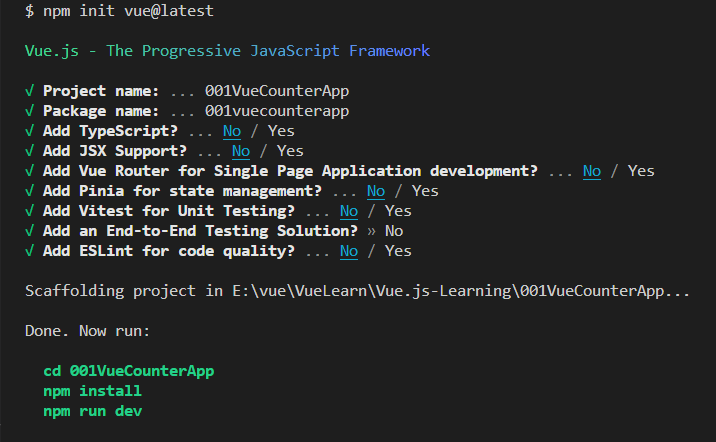 $ npm init vue@latest
Vue.js - The Progressive JavaScript Framework
√ Project name: ... 001VueCounterApp
√ Package name: ... 001vuecounterapp
√ Add TypeScript? ... No / Yes
√ Add JSX Support? ... No / Yes
√ Add Vue Router for Single Page Application development? ... No / Yes
√ Add Pinia for state management? ... No / Yes
√ Add Vitest for Unit Testing? ... No / Yes
√ Add an End-to-End Testing Solution? » No
√ Add ESLint for code quality? ... No / Yes
Scaffolding project in E:\vue\VueLearn\Vue.js-Learning\001VueCounterApp...
Done. Now run:
cd 001VueCounterApp
npm install
npm run dev